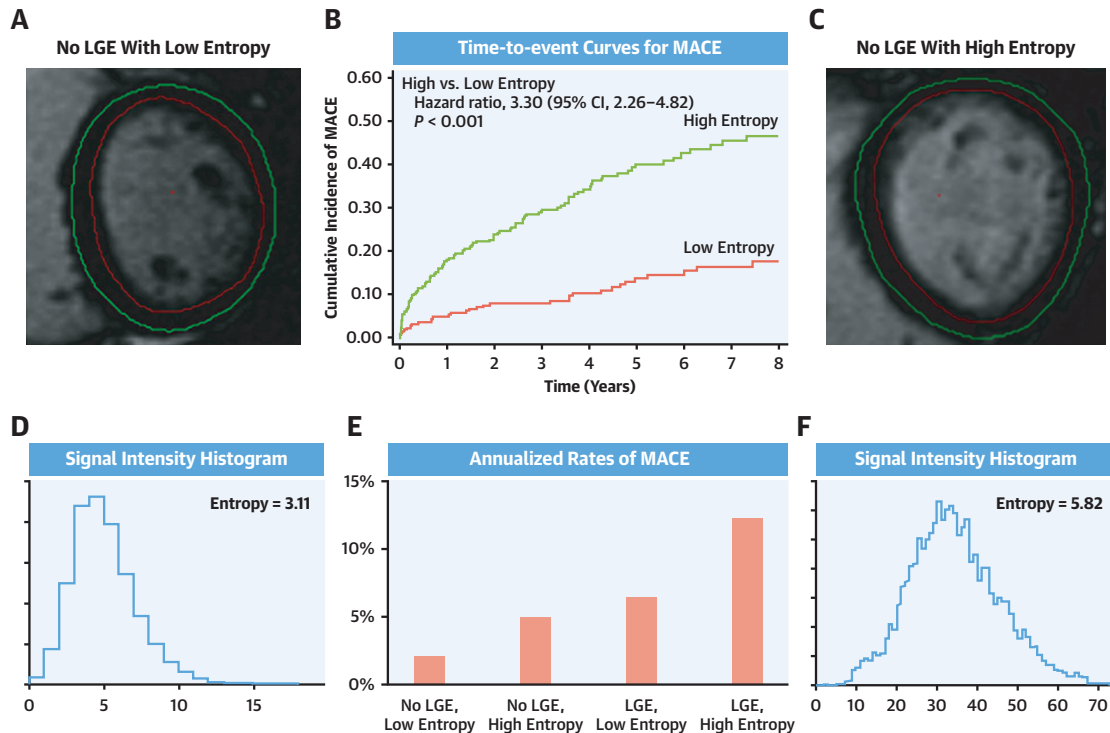 A
No LGE With Low Entropy
B
Time-to-event Curves for MACE
Cumulative Incidence of MACE
0.60
0.50
0.40
0.30
0.20
0.10
0.00
High vs. Low Entropy
Hazard ratio, 3.30 (95% CI, 2.26–4.82)
P < 0.001
High Entropy
Low Entropy
0 1 2 3 4 5 6 7 8
Time (Years)
C
No LGE With High Entropy
D
Signal Intensity Histogram
Entropy = 3.11
0 5 10 15
E
Annualized Rates of MACE
15%
10%
5%
0%
No LGE,
Low Entropy
No LGE,
High Entropy
LGE,
Low Entropy
LGE,
High Entropy
F
Signal Intensity Histogram
Entropy = 5.82
0 10 20 30 40 50 60 70